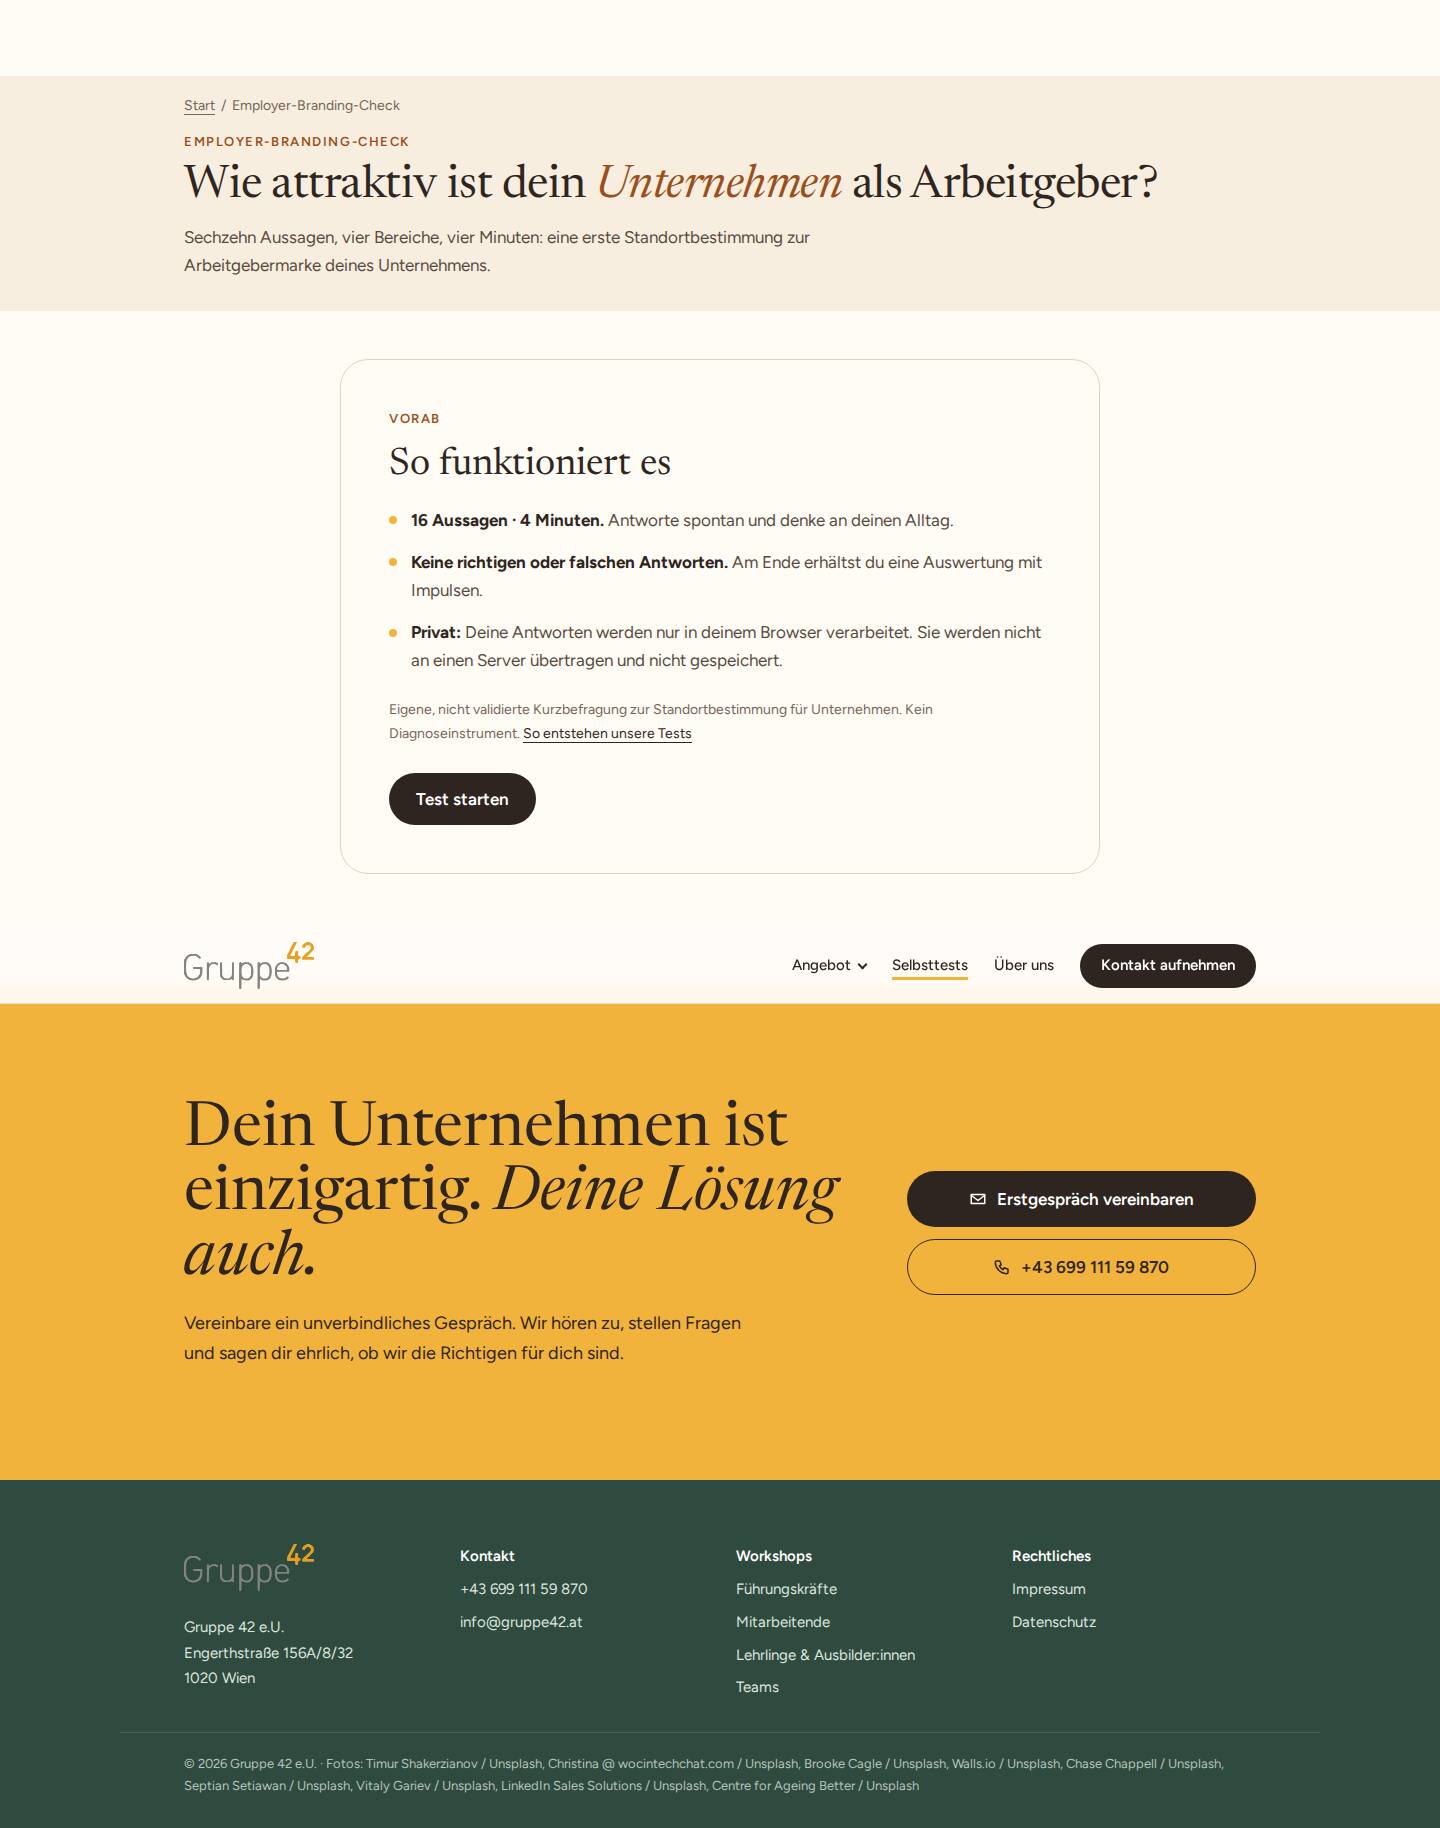 Start / Employer-Branding-Check
EMPLOYER-BRANDING-CHECK
Wie attraktiv ist dein Unternehmen als Arbeitgeber?
Sechzehn Aussagen, vier Bereiche, vier Minuten: eine erste Standortbestimmung zur
Arbeitgebermarke deines Unternehmens.
VORAB
So funktioniert es
16 Aussagen · 4 Minuten. Antworte spontan und denke an deinen Alltag.
Keine richtigen oder falschen Antworten. Am Ende erhältst du eine Auswertung mit
Impulsen.
Privat: Deine Antworten werden nur in deinem Browser verarbeitet. Sie werden nicht
an einen Server übertragen und nicht gespeichert.
Eigene, nicht validierte Kurzbefragung zur Standortbestimmung für Unternehmen. Kein
Diagnoseinstrument. So entstehen unsere Tests
Test starten
Gruppe 42
Angebot
Selbsttests
Über uns
Kontakt aufnehmen
Dein Unternehmen ist
einzigartig. Deine Lösung
auch.
Vereinbare ein unverbindliches Gespräch. Wir hören zu, stellen Fragen
und sagen dir ehrlich, ob wir die Richtigen für dich sind.
Erstgespräch vereinbaren
+43 699 111 59 870
Gruppe 42
Gruppe 42 e.U.
Engerthstraße 156A/8/32
1020 Wien
Kontakt
+43 699 111 59 870
info@gruppe42.at
Workshops
Führungskräfte
Mitarbeitende
Lehrlinge & Ausbilder:innen
Teams
Rechtliches
Impressum
Datenschutz
© 2026 Gruppe 42 e.U. · Fotos: Timur Shakerzianov / Unsplash, Christina @ wocintechchat.com / Unsplash, Brooke Cagle / Unsplash, Walls.io / Unsplash, Chase Chappell / Unsplash,
Septian Setiawan / Unsplash, Vitaly Gariev / Unsplash, LinkedIn Sales Solutions / Unsplash, Centre for Ageing Better / Unsplash